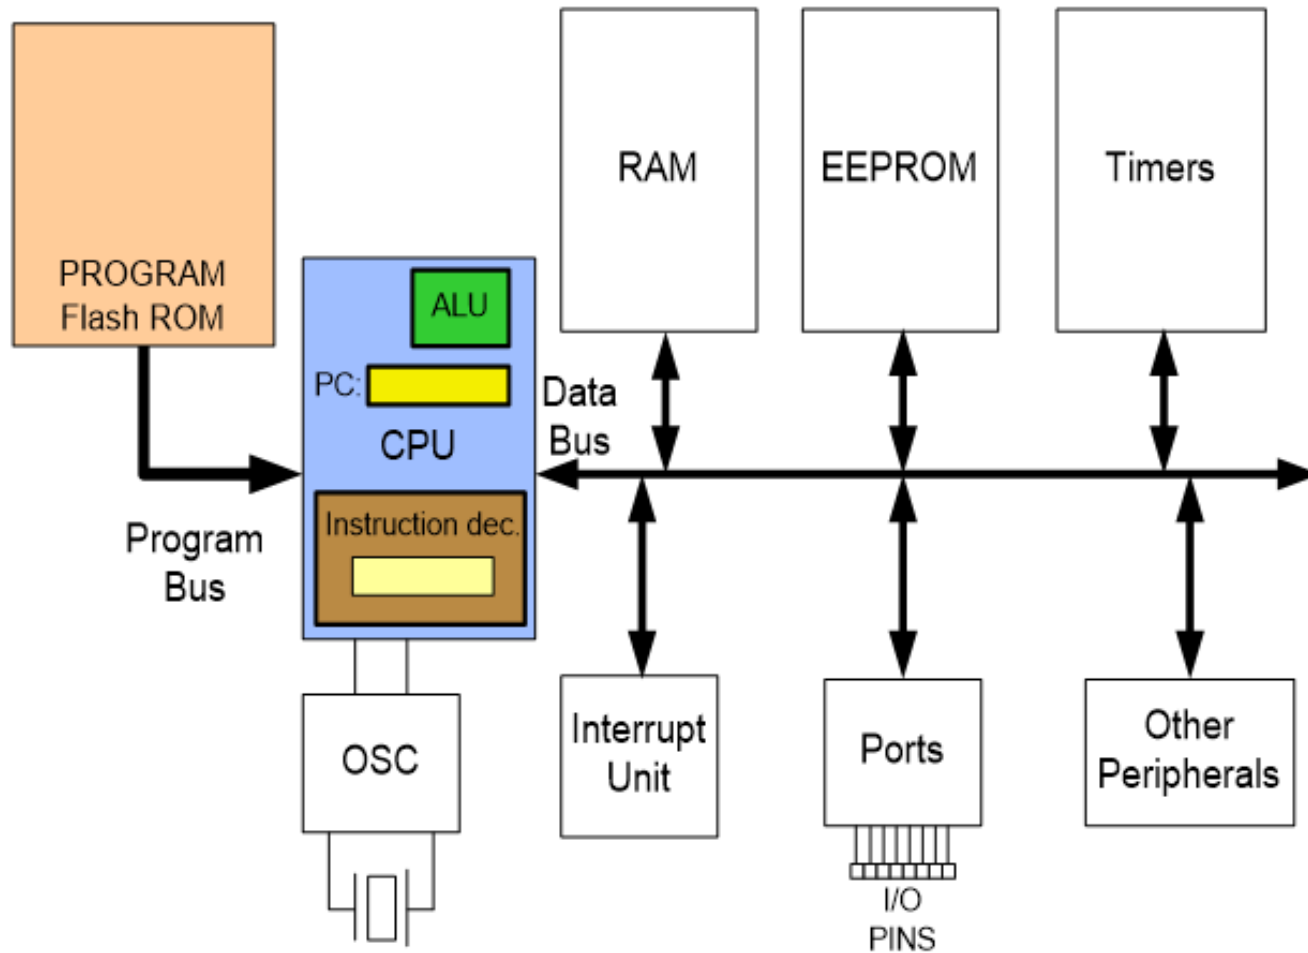 PROGRAM
Flash ROM
RAM
EEPROM
Timers
ALU
PC:
CPU
Data
Bus
Instruction dec.
Program
Bus
OSC
Interrupt
Unit
Ports
Other
Peripherals
I/O
PINS